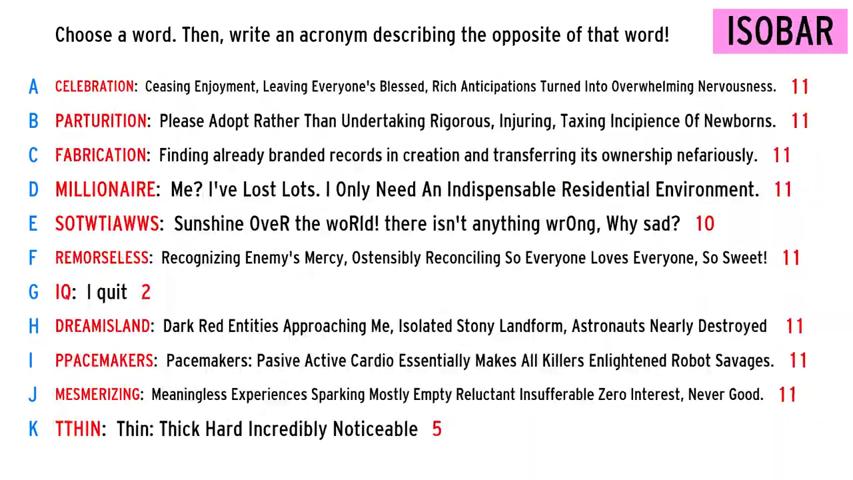 Choose a word. Then, write an acronym describing the opposite of that word!
ISOBAR
A CELEBRATION: Ceasing Enjoyment, Leaving Everyone's Blessed, Rich Anticipations Turned Into Overwhelming Nervousness. 11
B PARTURITION: Please Adopt Rather Than Undertaking Rigorous, Injuring, Taxing Incipience Of Newborns. 11
C FABRICATION: Finding already branded records in creation and transferring its ownership nefariously. 11
D MILLIONAIRE: Me? I've Lost Lots. I Only Need An Indispensable Residential Environment. 11
E SOTWTIAWWS: Sunshine OveR the woRld! there isn't anything wrOng, Why sad? 10
F REMORSELESS: Recognizing Enemy's Mercy, Ostensibly Reconciling So Everyone Loves Everyone, So Sweet! 11
G IQ: I quit 2
H DREAMISLAND: Dark Red Entities Approaching Me, Isolated Stony Landform, Astronauts Nearly Destroyed 11
I PPACEMAKERS: Pacemakers: Pasive Active Cardio Essentially Makes All Killers Enlightened Robot Savages. 11
J MESMERIZING: Meaningless Experiences Sparking Mostly Empty Reluctant Insufferable Zero Interest, Never Good. 11
K TTHIN: Thin: Thick Hard Incredibly Noticeable 5